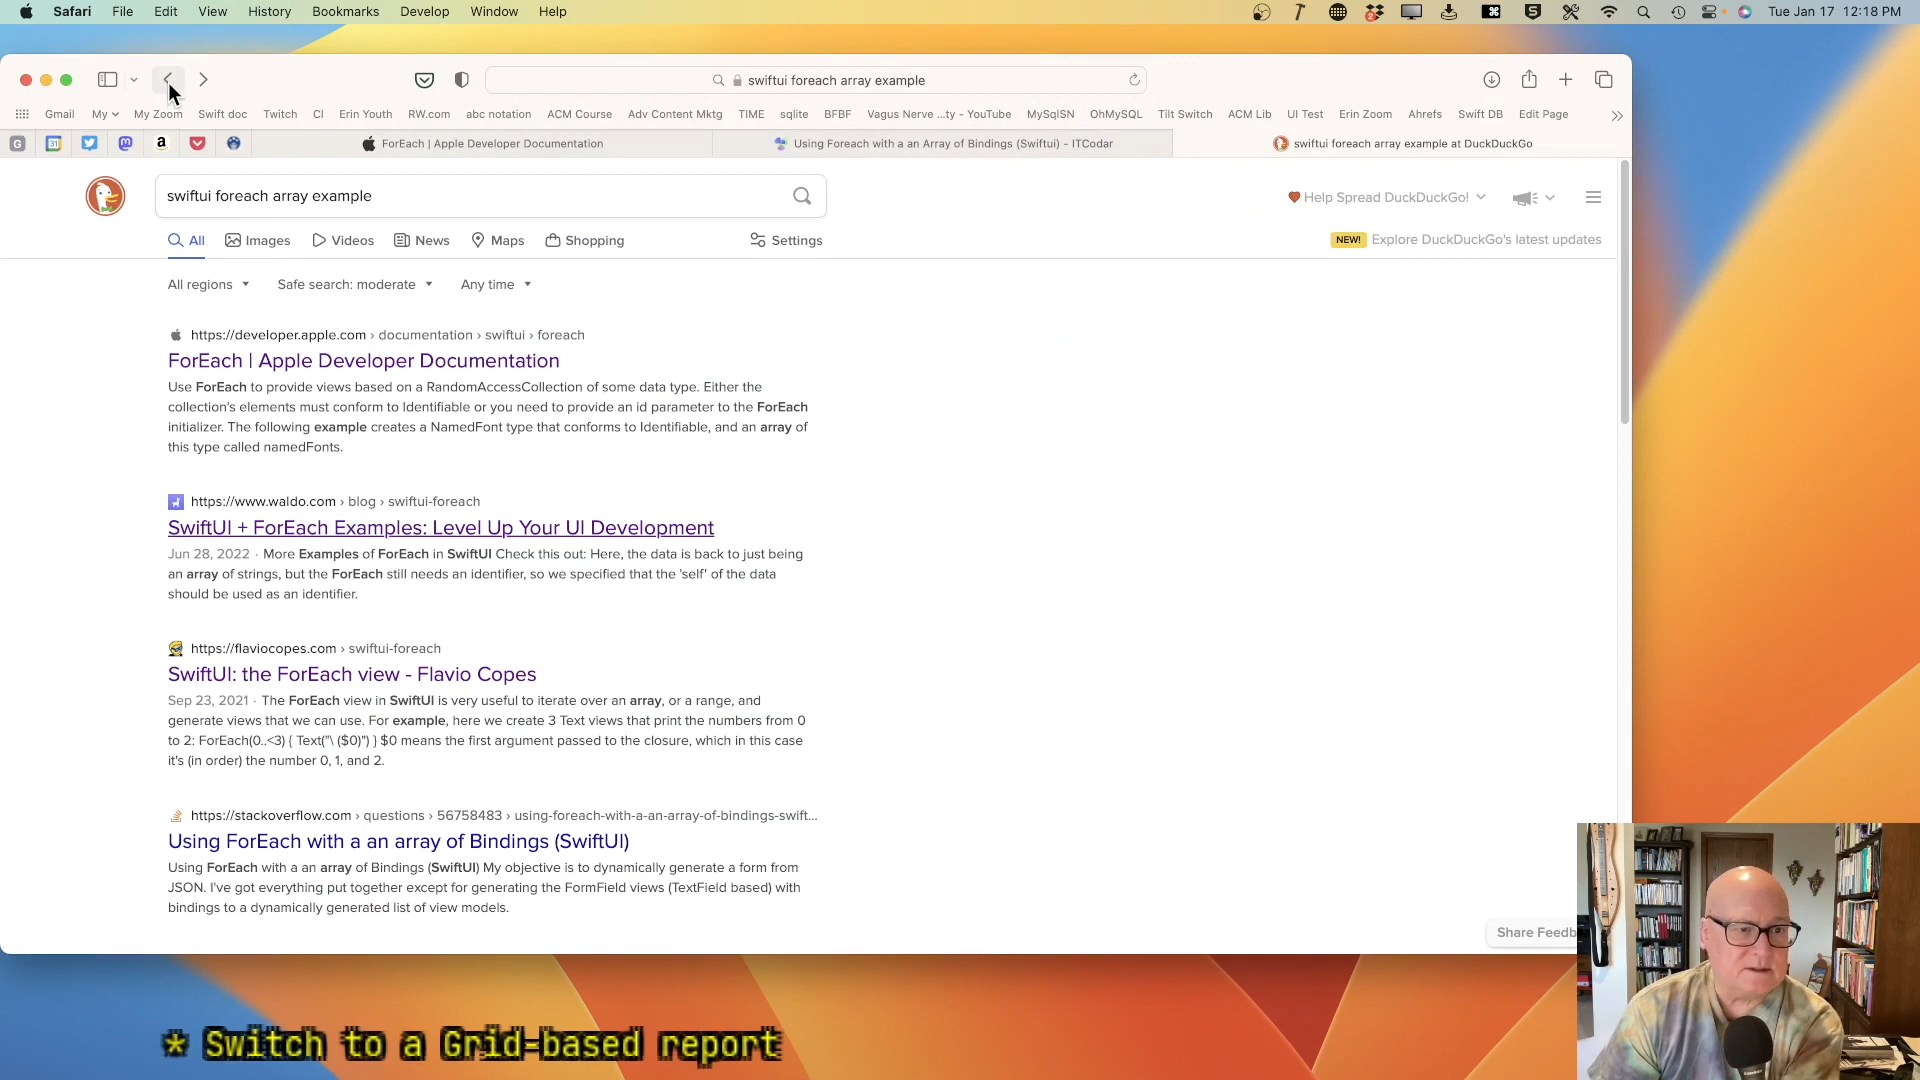 Safari File Edit View History Bookmarks Develop Window Help
Tue Jan 17 12:18 PM
swiftui foreach array example
Gmail My My Zoom Swift doc Twitch CI Erin Youth RW.com abc notation ACM Course Adv Content Mktg TIME sqlite BFBF Vagus Nerve ...ty - YouTube MySqlSN OhMySQL Tilt Switch ACM Lib UI Test Erin Zoom Ahrefs Swift DB Edit Page
ForEach | Apple Developer Documentation
Using Foreach with a an Array of Bindings (Swiftui) - ITCodar
swiftui foreach array example at DuckDuckGo
swiftui foreach array example
Help Spread DuckDuckGo!
All Images Videos News Maps Shopping Settings
NEW! Explore DuckDuckGo's latest updates
All regions Safe search: moderate Any time
https://developer.apple.com › documentation › swiftui › foreach
ForEach | Apple Developer Documentation
Use ForEach to provide views based on a RandomAccessCollection of some data type. Either the
collection's elements must conform to Identifiable or you need to provide an id parameter to the ForEach
initializer. The following example creates a NamedFont type that conforms to Identifiable, and an array of
this type called namedFonts.
https://www.waldo.com › blog › swiftui-foreach
SwiftUI + ForEach Examples: Level Up Your UI Development
Jun 28, 2022 · More Examples of ForEach in SwiftUI Check this out: Here, the data is back to just being
an array of strings, but the ForEach still needs an identifier, so we specified that the 'self' of the data
should be used as an identifier.
https://flaviocopes.com › swiftui-foreach
SwiftUI: the ForEach view - Flavio Copes
Sep 23, 2021 · The ForEach view in SwiftUI is very useful to iterate over an array, or a range, and
generate views that we can use. For example, here we create 3 Text views that print the numbers from 0
to 2: ForEach(0..<3) { Text("\ ($0)") } $0 means the first argument passed to the closure, which in this case
it's (in order) the number 0, 1, and 2.
https://stackoverflow.com › questions › 56758483 › using-foreach-with-a-an-array-of-bindings-swift...
Using ForEach with a an array of Bindings (SwiftUI)
Using ForEach with a an array of Bindings (SwiftUI) My objective is to dynamically generate a form from
JSON. I've got everything put together except for generating the FormField views (TextField based) with
bindings to a dynamically generated list of view models.
Share Feedb
* Switch to a Grid-based report